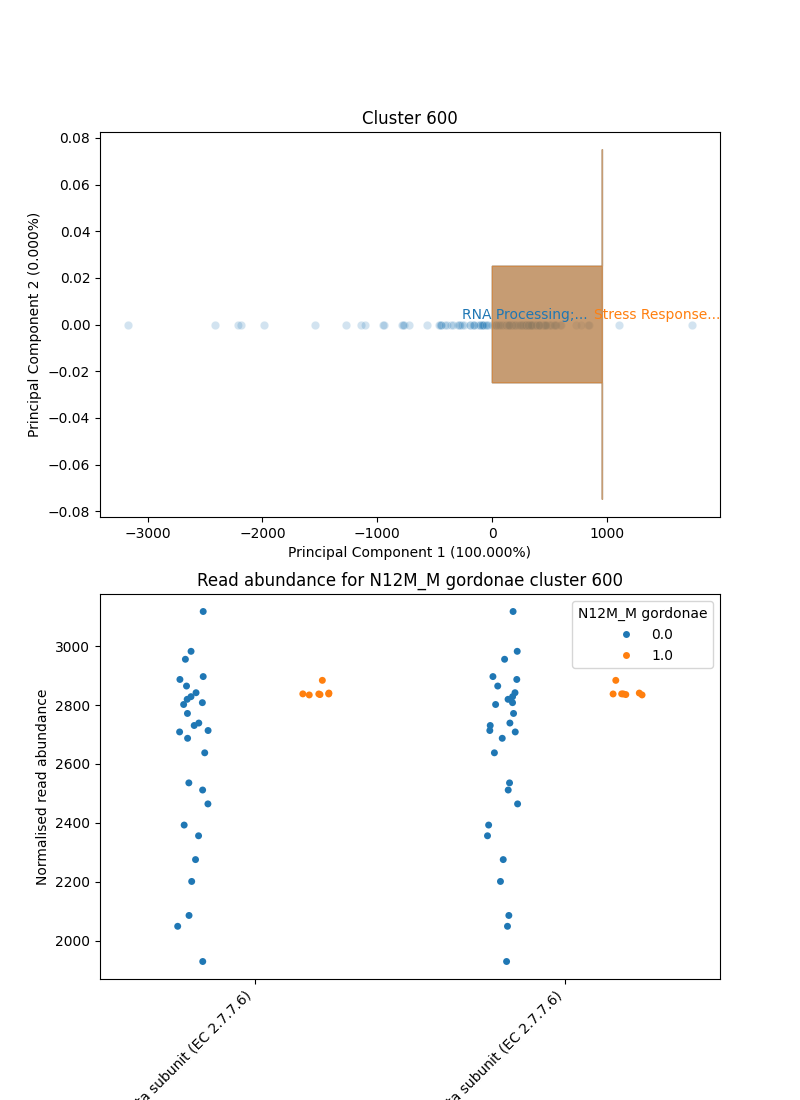 Cluster 600
0.08
0.06
0.04
0.02
0.00
−0.02
−0.04
−0.06
−0.08
Principal Component 2 (0.000%)
RNA Processing;...
Stress Response...
−3000
−2000
−1000
0
1000
Principal Component 1 (100.000%)
Read abundance for N12M_M gordonae cluster 600
N12M_M gordonae
0.0
1.0
3000
2800
2600
2400
2200
2000
Normalised read abundance
subunit (EC 2.7.7.6)
subunit (EC 2.7.7.6)